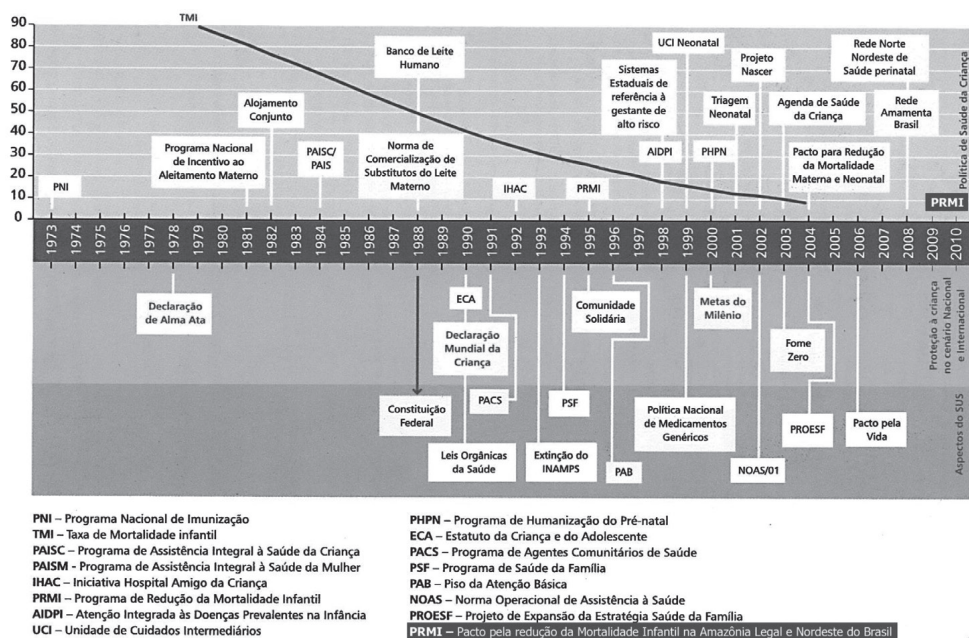 90
80
70
60
50
40
30
20
10
0
TMI
PNI
Programa Nacional
de Incentivo ao
Aleitamento Materno
Alojamento
Conjunto
PAISC/
PAIS
Banco de Leite
Humano
Norma de
Comercialização de
Substitutos do Leite
Materno
IHAC
PRMI
Sistemas
Estaduais de
referência à
gestante de
alto risco
AIDPI
UCI Neonatal
PHPN
Triagem
Neonatal
Projeto
Nascer
Agenda de Saúde
da Criança
Pacto para Redução
da Mortalidade
Materna e Neonatal
Rede Norte
Nordeste de
Saúde perinatal
Rede
Amamenta
Brasil
PRMI
Política de Saúde da Criança
1973
1974
1975
1976
1977
1978
1979
1980
1981
1982
1983
1984
1985
1986
1987
1988
1989
1990
1991
1992
1993
1994
1995
1996
1997
1998
1999
2000
2001
2002
2003
2004
2005
2006
2007
2008
2009
2010
Declaração
de Alma Ata
ECA
Declaração
Mundial da
Criança
Comunidade
Solidária
Metas do
Milênio
Fome
Zero
Proteção à criança
no cenário Nacional
e Internacional
Constituição
Federal
PACS
Leis Orgânicas
da Saúde
Extinção do
INAMPS
PSF
PAB
Política Nacional
de Medicamentos
Genéricos
NOAS/01
PROESF
Pacto pela
Vida
Aspectos do SUS
PNI – Programa Nacional de Imunização
TMI – Taxa de Mortalidade infantil
PAISC – Programa de Assistência Integral à Saúde da Criança
PAISM - Programa de Assistência Integral à Saúde da Mulher
IHAC – Iniciativa Hospital Amigo da Criança
PRMI – Programa de Redução da Mortalidade Infantil
AIDPI – Atenção Integrada às Doenças Prevalentes na Infância
UCI – Unidade de Cuidados Intermediários
PHPN – Programa de Humanização do Pré-natal
ECA – Estatuto da Criança e do Adolescente
PACS – Programa de Agentes Comunitários de Saúde
PSF – Programa de Saúde da Família
PAB – Piso da Atenção Básica
NOAS – Norma Operacional de Assistência à Saúde
PROESF – Projeto de Expansão da Estratégia Saúde da Família
PRMI – Pacto pela redução da Mortalidade Infantil na Amazônia Legal e Nordeste do Brasil